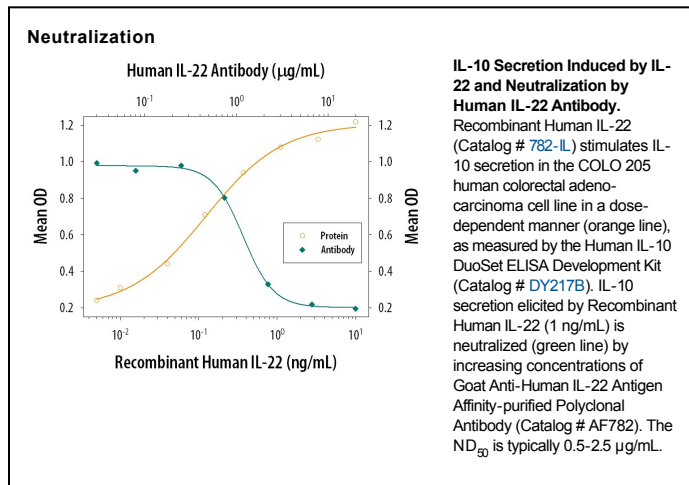 Neutralization
Human IL-22 Antibody (μg/mL)
10⁻¹ 10⁰ 10¹
1.2 1.2
1.0 1.0
0.8 0.8
0.6 0.6
0.4 0.4
0.2 0.2
Mean OD
Mean OD
Protein
Antibody
10⁻² 10⁻¹ 10⁰ 10¹
Recombinant Human IL-22 (ng/mL)
IL-10 Secretion Induced by IL-
22 and Neutralization by
Human IL-22 Antibody.
Recombinant Human IL-22
(Catalog # 782-IL) stimulates IL-
10 secretion in the COLO 205
human colorectal adeno-
carcinoma cell line in a dose-
dependent manner (orange line),
as measured by the Human IL-10
DuoSet ELISA Development Kit
(Catalog # DY217B). IL-10
secretion elicited by Recombinant
Human IL-22 (1 ng/mL) is
neutralized (green line) by
increasing concentrations of
Goat Anti-Human IL-22 Antigen
Affinity-purified Polyclonal
Antibody (Catalog # AF782). The
ND₅₀ is typically 0.5-2.5 μg/mL.